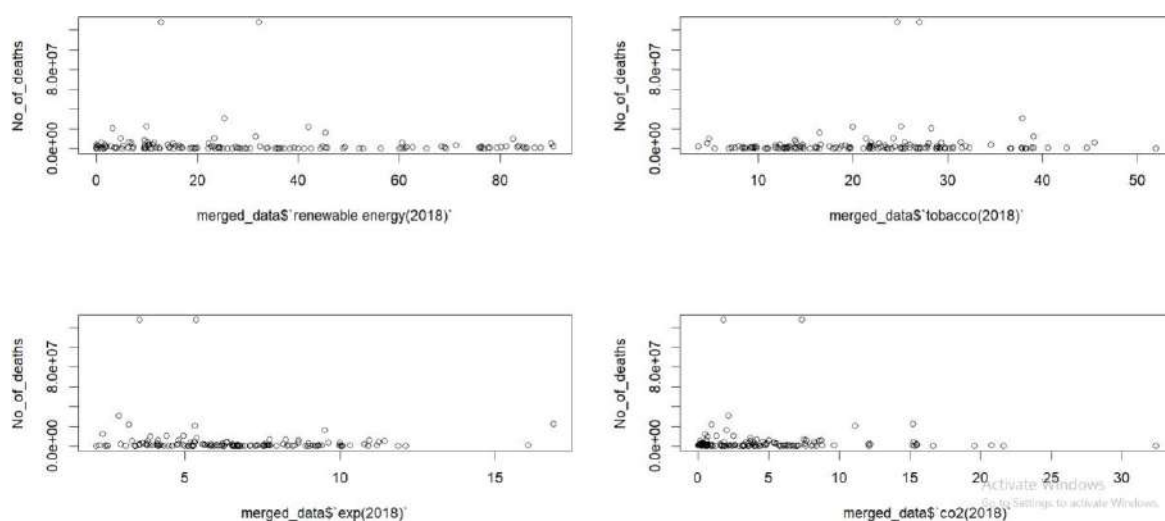 No_of_deaths
0.0e+00 8.0e+07
0 20 40 60 80
merged_data$`renewable energy(2018)`
No_of_deaths
0.0e+00 8.0e+07
10 20 30 40 50
merged_data$`tobacco(2018)`
No_of_deaths
0.0e+00 8.0e+07
5 10 15
merged_data$`exp(2018)`
No_of_deaths
0.0e+00 8.0e+07
0 5 10 15 20 25 30
merged_data$`co2(2018)`
Activate Windows
Go to Settings to activate Windows.